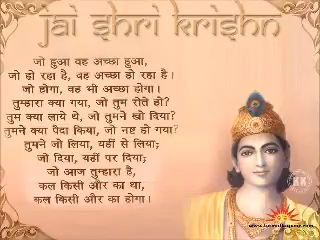 JAI SHRI KRISHN
जो हुआ वह अच्छा हुआ,
जो हो रहा है, वह अच्छा हो रहा है।
जो होगा, वह भी अच्छा होगा।
तुम्हारा क्या गया, जो तुम रोते हो?
तुम क्या लाये थे, जो तुमने खो दिया?
तुमने क्या पैदा किया, जो नष्ट हो गया?
तुमने जो लिया, यहीं से लिया;
जो दिया, यहीं पर दिया;
जो आज तुम्हारा है,
कल किसी और का था,
कल किसी और का होगा।